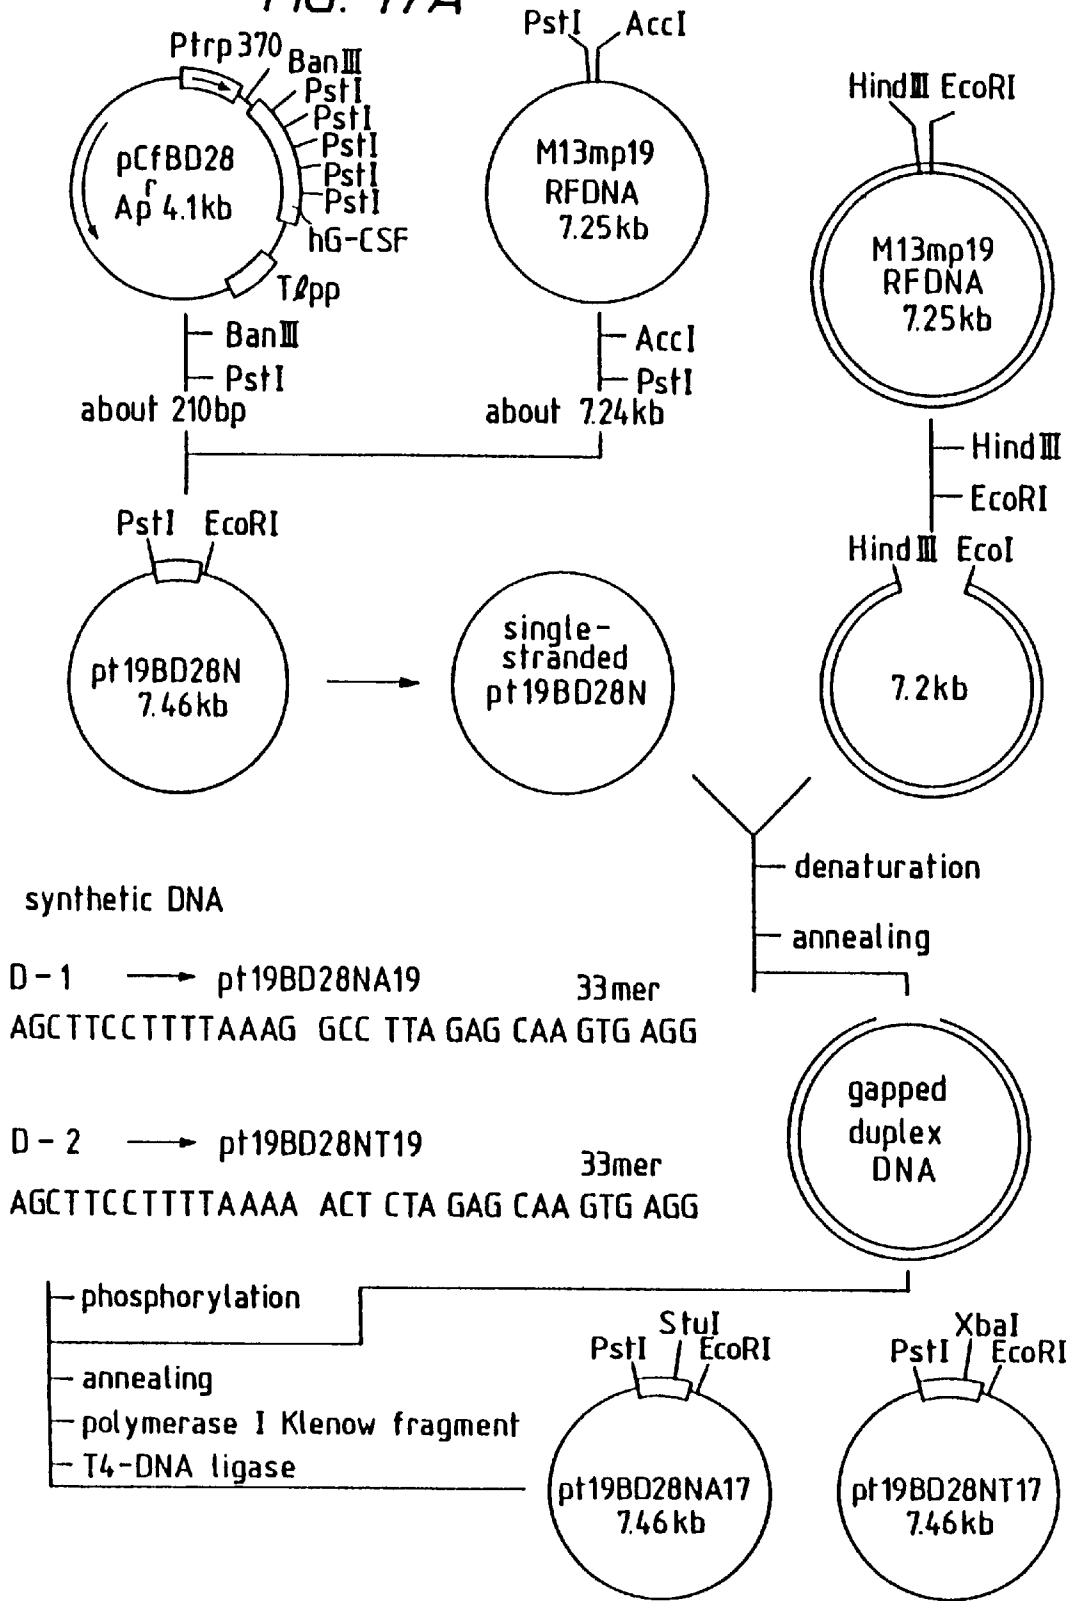 FIG. 17A
Ptrp370
BanIII
PstI
PstI
PstI
PstI
PstI
hG-CSF
Tlpp
pCfBD28
Apr 4.1kb
BanIII
PstI
about 210bp
PstI AccI
M13mp19
RFDNA
7.25kb
AccI
PstI
about 7.24kb
HindIII EcoRI
M13mp19
RFDNA
7.25kb
HindIII
EcoRI
PstI EcoRI
pt19BD28N
7.46kb
single-
stranded
pt19BD28N
HindIII EcoI
7.2kb
denaturation
annealing
synthetic DNA
D-1 → pt19BD28NA19
33mer
AGCTTCCTTTTAAAG GCC TTA GAG CAA GTG AGG
D-2 → pt19BD28NT19
33mer
AGCTTCCTTTTAAAA ACT CTA GAG CAA GTG AGG
gapped
duplex
DNA
phosphorylation
annealing
polymerase I Klenow fragment
T4-DNA ligase
PstI StuI EcoRI
pt19BD28NA17
7.46kb
PstI XbaI EcoRI
pt19BD28NT17
7.46kb